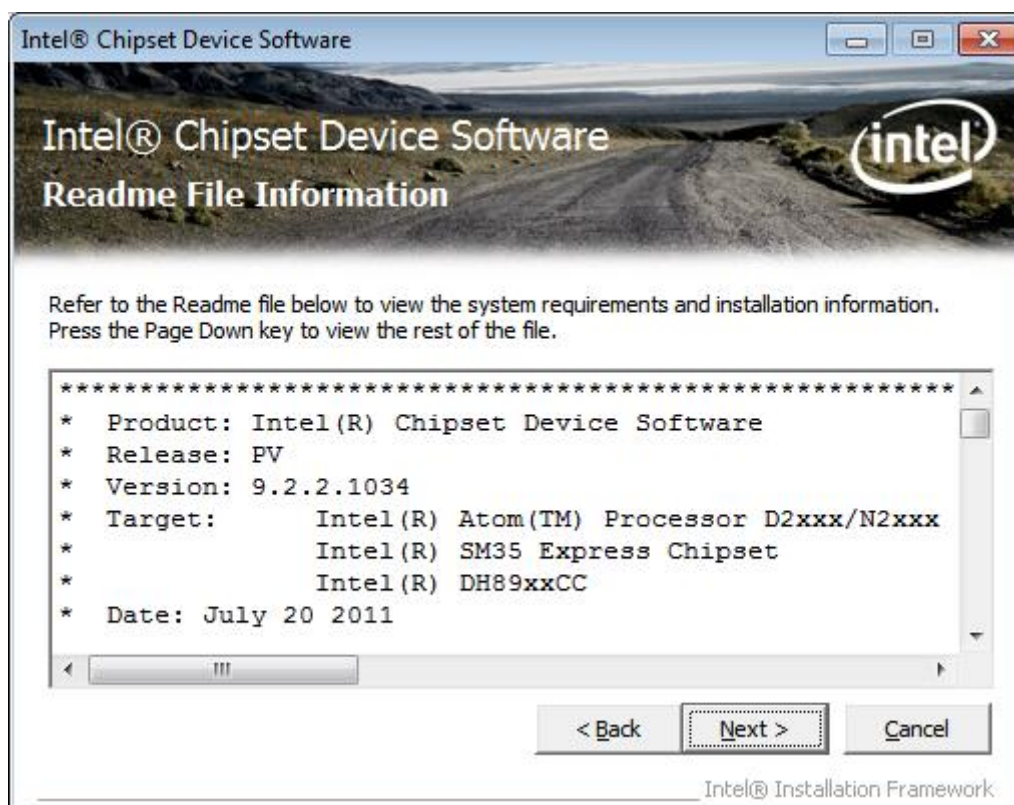 Intel® Chipset Device Software
Intel® Chipset Device Software
intel
Readme File Information
Refer to the Readme file below to view the system requirements and installation information.
Press the Page Down key to view the rest of the file.
********************************************************
* Product: Intel(R) Chipset Device Software
* Release: PV
* Version: 9.2.2.1034
* Target: Intel(R) Atom(TM) Processor D2xxx/N2xxx
* Intel(R) SM35 Express Chipset
* Intel(R) DH89xxCC
* Date: July 20 2011
< Back Next > Cancel
Intel® Installation Framework